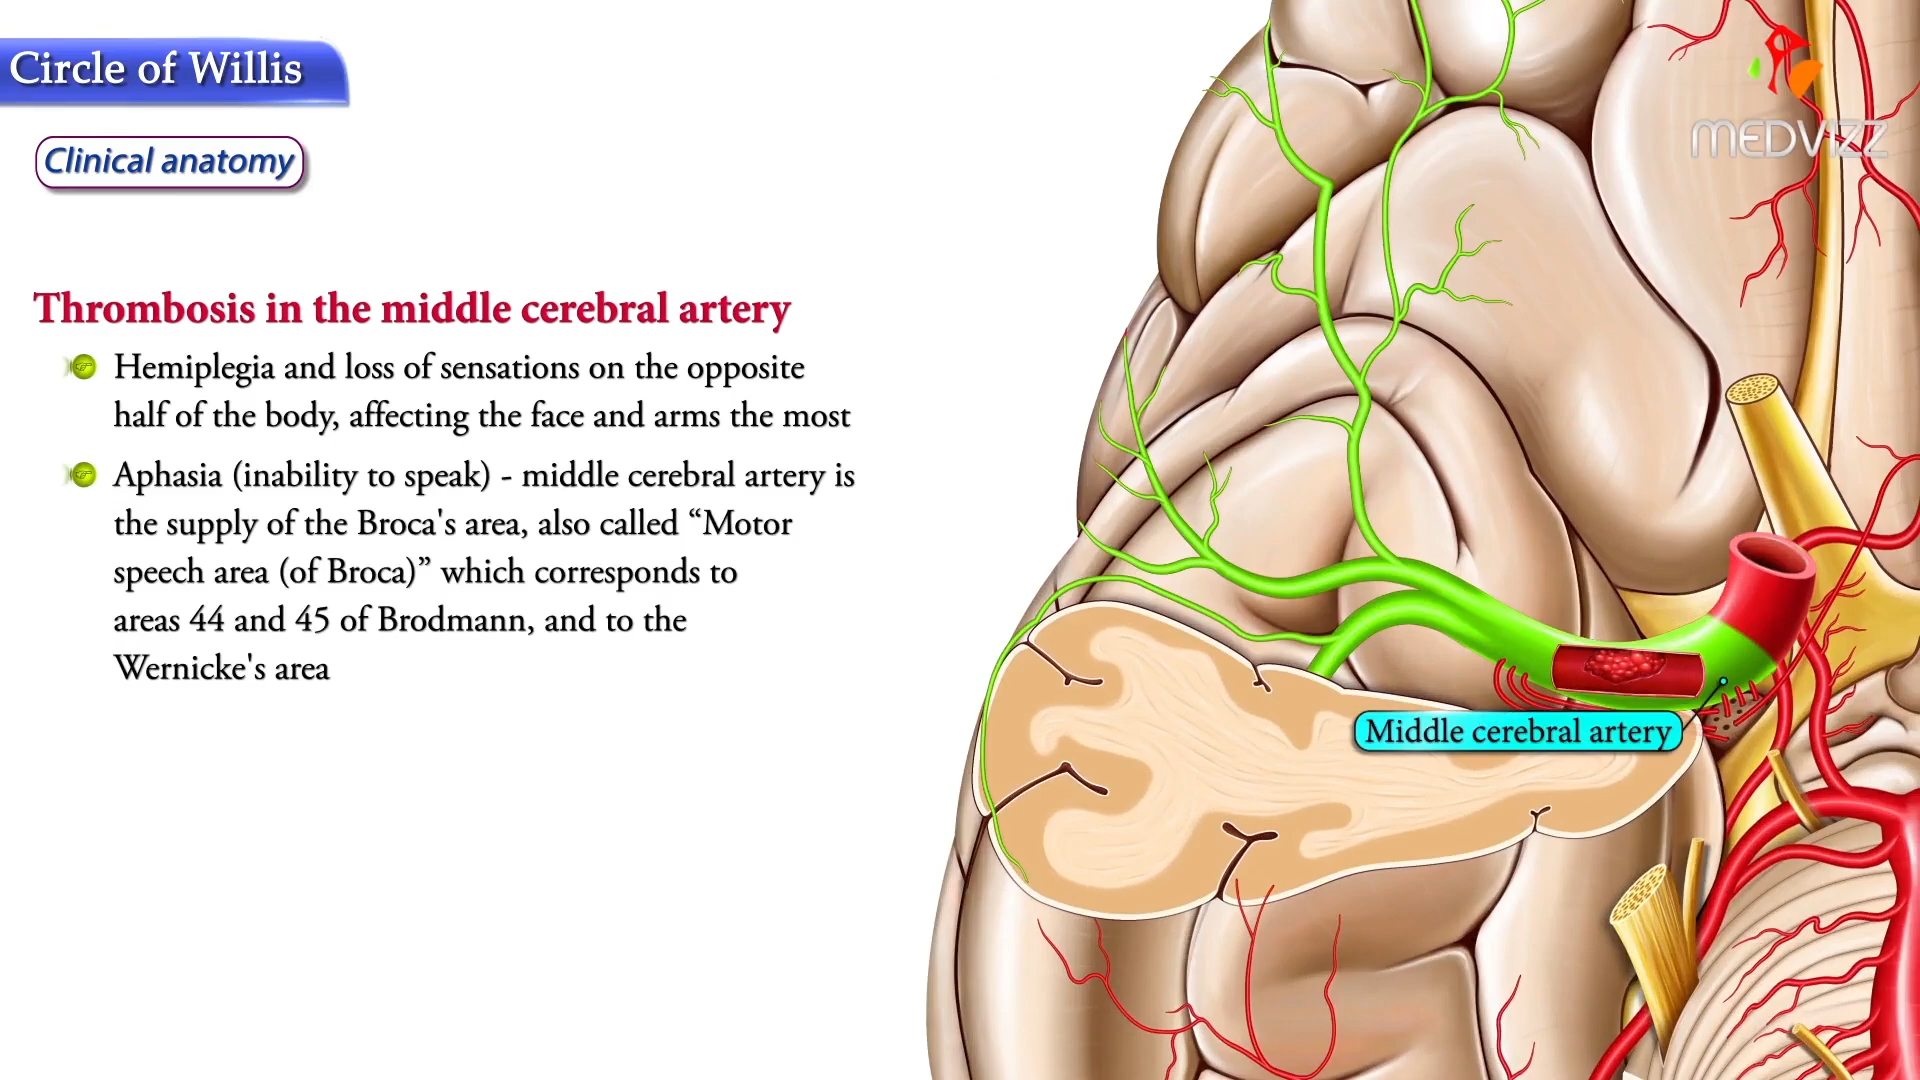 Circle of Willis
Clinical anatomy
MEDVIZZ
Thrombosis in the middle cerebral artery
Hemiplegia and loss of sensations on the opposite
half of the body, affecting the face and arms the most
Aphasia (inability to speak) - middle cerebral artery is
the supply of the Broca's area, also called “Motor
speech area (of Broca)” which corresponds to
areas 44 and 45 of Brodmann, and to the
Wernicke's area
Middle cerebral artery